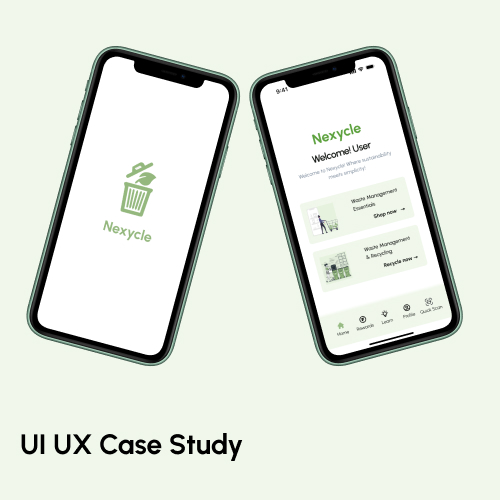 Nexycle
9:41
Nexycle
Welcome! User
Welcome to Nexycle! Where sustainability
meets simplicity!
Waste Management
Essentials
Shop now →
Waste Management
& Recycling
Recycle now →
Home
Rewards
Learn
Profile
Quick Scan
UI UX Case Study